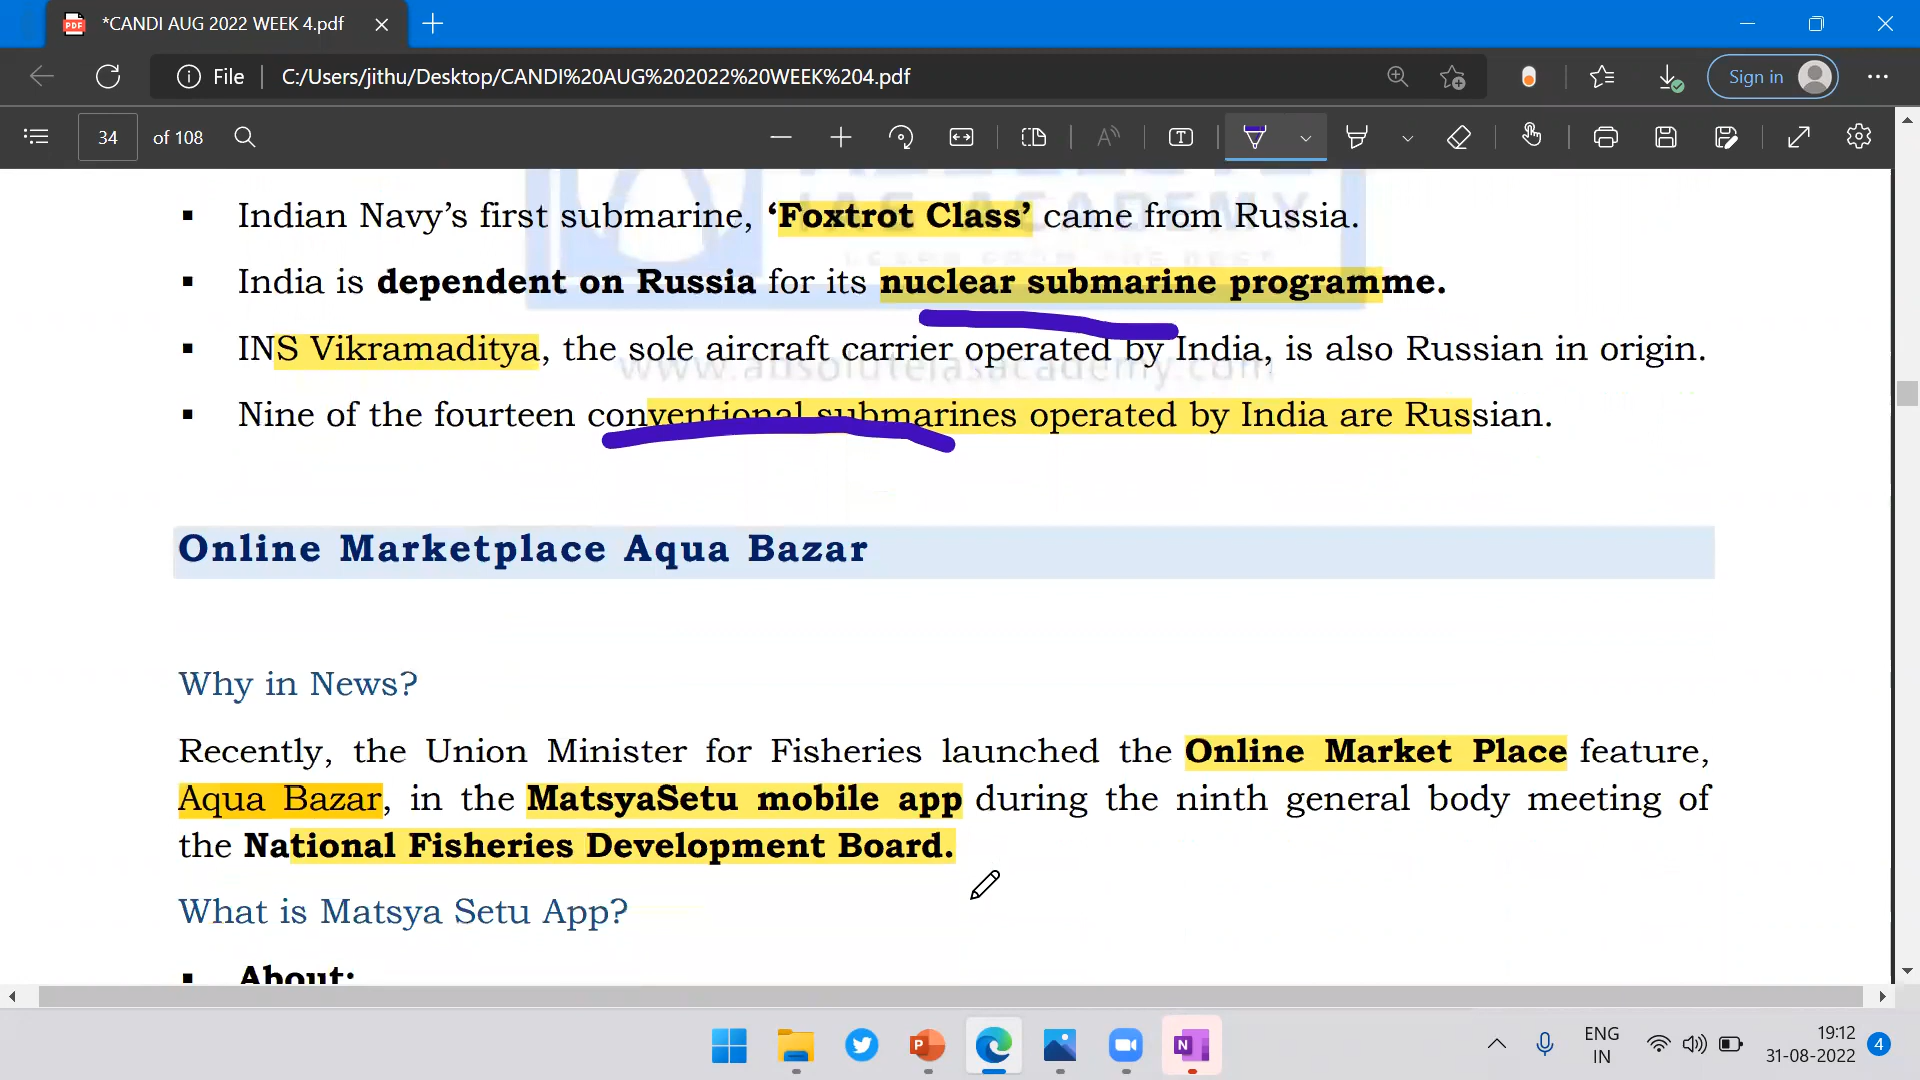 *CANDI AUG 2022 WEEK 4.pdf
File C:/Users/jithu/Desktop/CANDI%20AUG%202022%20WEEK%204.pdf Sign in
34 of 108
IAS ACADEMY
Indian Navy's first submarine, ‘Foxtrot Class’ came from Russia.
India is dependent on Russia for its nuclear submarine programme.
INS Vikramaditya, the sole aircraft carrier operated by India, is also Russian in origin.
www.absoluteiasacademy.com
Nine of the fourteen conventional submarines operated by India are Russian.
Online Marketplace Aqua Bazar
Why in News?
Recently, the Union Minister for Fisheries launched the Online Market Place feature,
Aqua Bazar, in the MatsyaSetu mobile app during the ninth general body meeting of
the National Fisheries Development Board.
What is Matsya Setu App?
About:
ENG
IN
19:12
31-08-2022
4